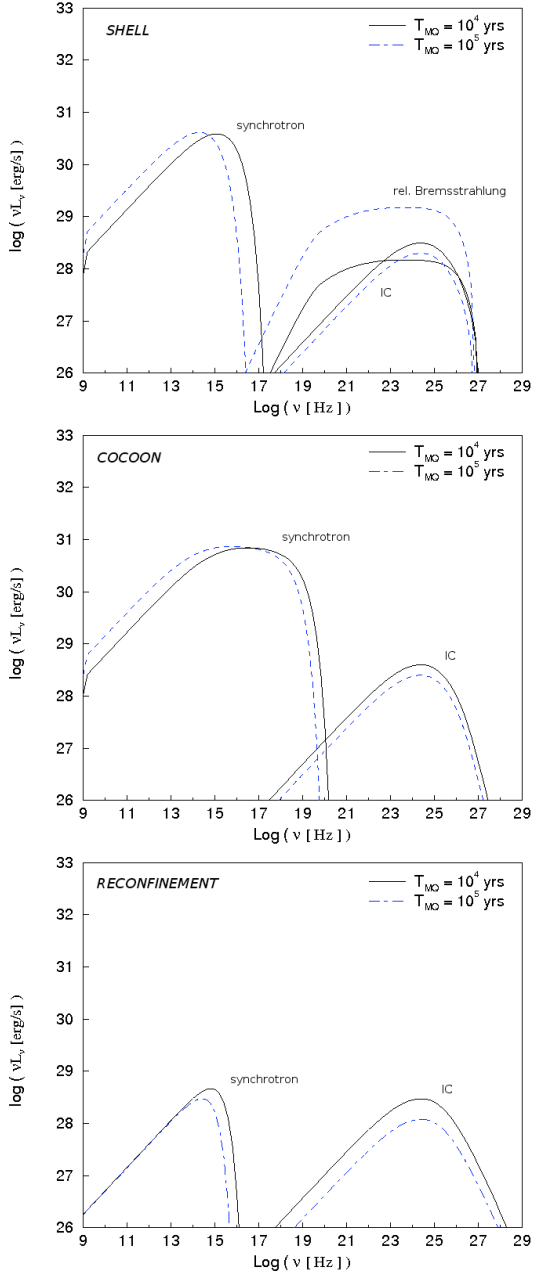 SHELL
T_MQ = 10^4 yrs
T_MQ = 10^5 yrs
synchrotron
rel. Bremsstrahlung
IC
log ( νL_ν [erg/s] )
33
32
31
30
29
28
27
26
9 11 13 15 17 19 21 23 25 27 29
Log ( ν [ Hz ] )
COCOON
T_MQ = 10^4 yrs
T_MQ = 10^5 yrs
synchrotron
IC
log ( νL_ν [erg/s] )
33
32
31
30
29
28
27
26
9 11 13 15 17 19 21 23 25 27 29
Log ( ν [ Hz ] )
RECONFINEMENT
T_MQ = 10^4 yrs
T_MQ = 10^5 yrs
synchrotron
IC
log ( νL_ν [erg/s] )
33
32
31
30
29
28
27
26
9 11 13 15 17 19 21 23 25 27 29
Log ( ν [ Hz ] )